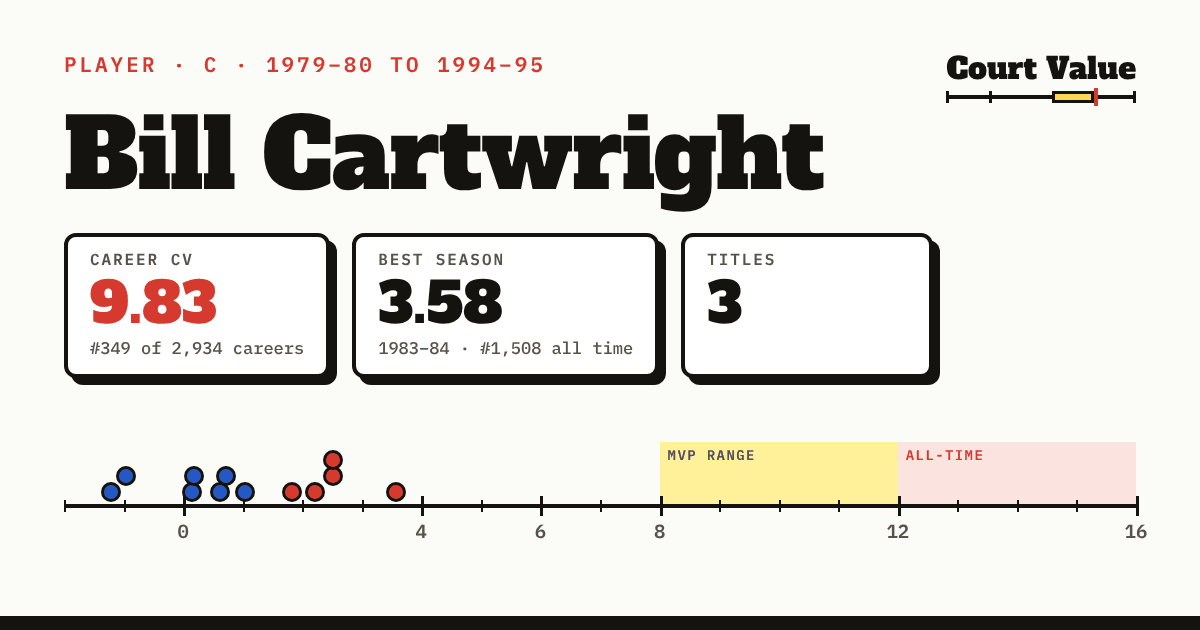 PLAYER · C · 1979–80 TO 1994–95
Court Value
Bill Cartwright
CAREER CV
9.83
#349 of 2,934 careers
BEST SEASON
3.58
1983–84 · #1,508 all time
TITLES
3
MVP RANGE
ALL-TIME
0 4 6 8 12 16